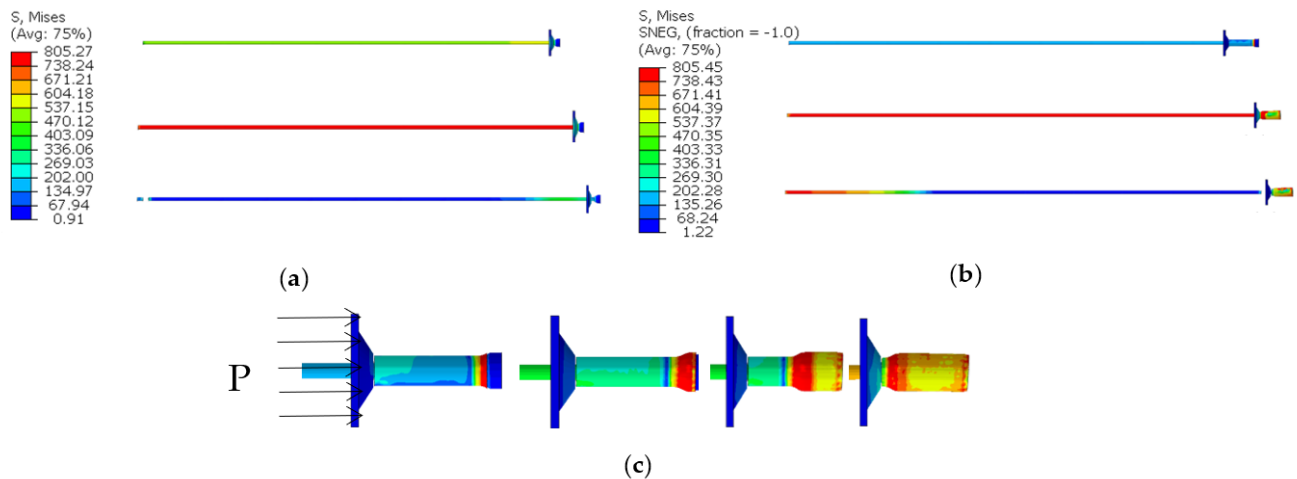 S, Mises
(Avg: 75%)
805.27
738.24
671.21
604.18
537.15
470.12
403.09
336.06
269.03
202.00
134.97
67.94
0.91
(a)
S, Mises
SNEG, (fraction = -1.0)
(Avg: 75%)
805.45
738.43
671.41
604.39
537.37
470.35
403.33
336.30
269.30
202.28
135.26
68.24
1.22
(b)
P
(c)